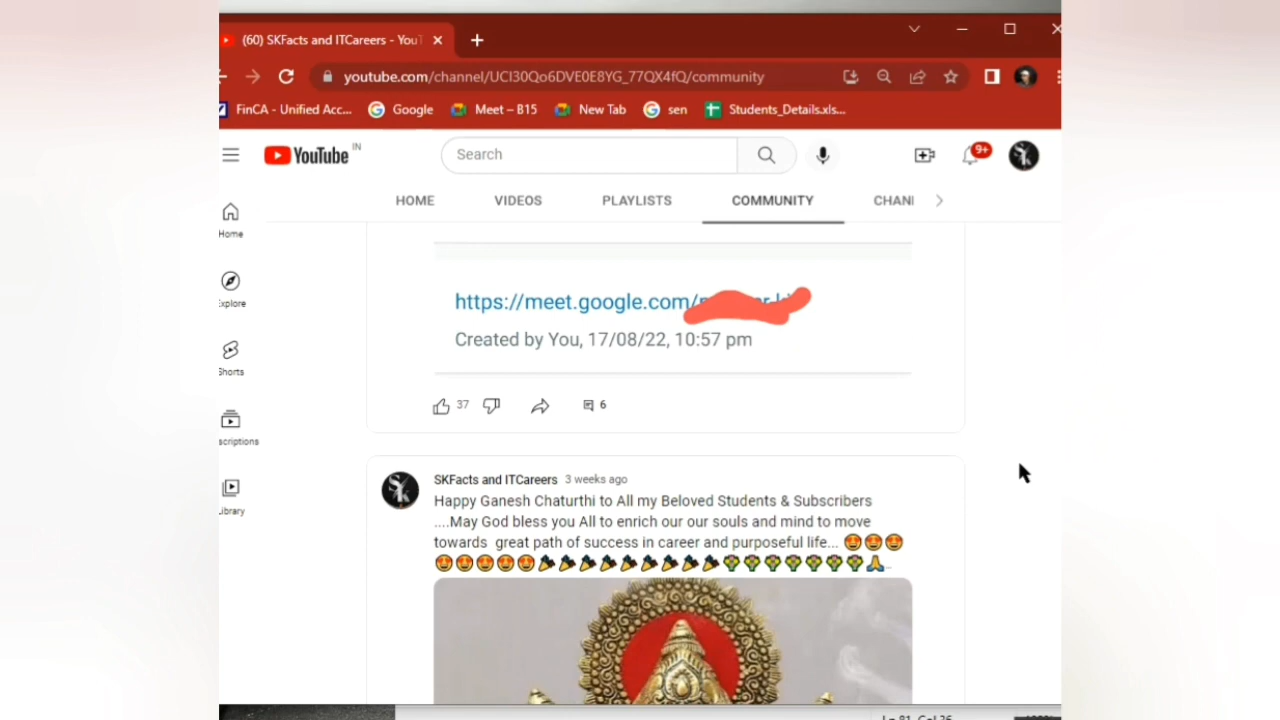 (60) SKFacts and ITCareers - YouT
youtube.com/channel/UCI30Qo6DVE0E8YG_77QX4fQ/community
FinCA - Unified Acc... Google Meet – B15 New Tab sen Students_Details.xls...
YouTube IN Search 9+
HOME VIDEOS PLAYLISTS COMMUNITY CHANI
Home
xplore
Shorts
scriptions
ibrary
https://meet.google.com/
Created by You, 17/08/22, 10:57 pm
37 6
SKFacts and ITCareers 3 weeks ago
Happy Ganesh Chaturthi to All my Beloved Students & Subscribers
....May God bless you All to enrich our our souls and mind to move
towards great path of success in career and purposeful life... 😍😍😍
😍😍😍😍😍🎉🎉🎉🎉🎉🎉🎉🎉🎉💐💐💐💐💐💐💐🙏